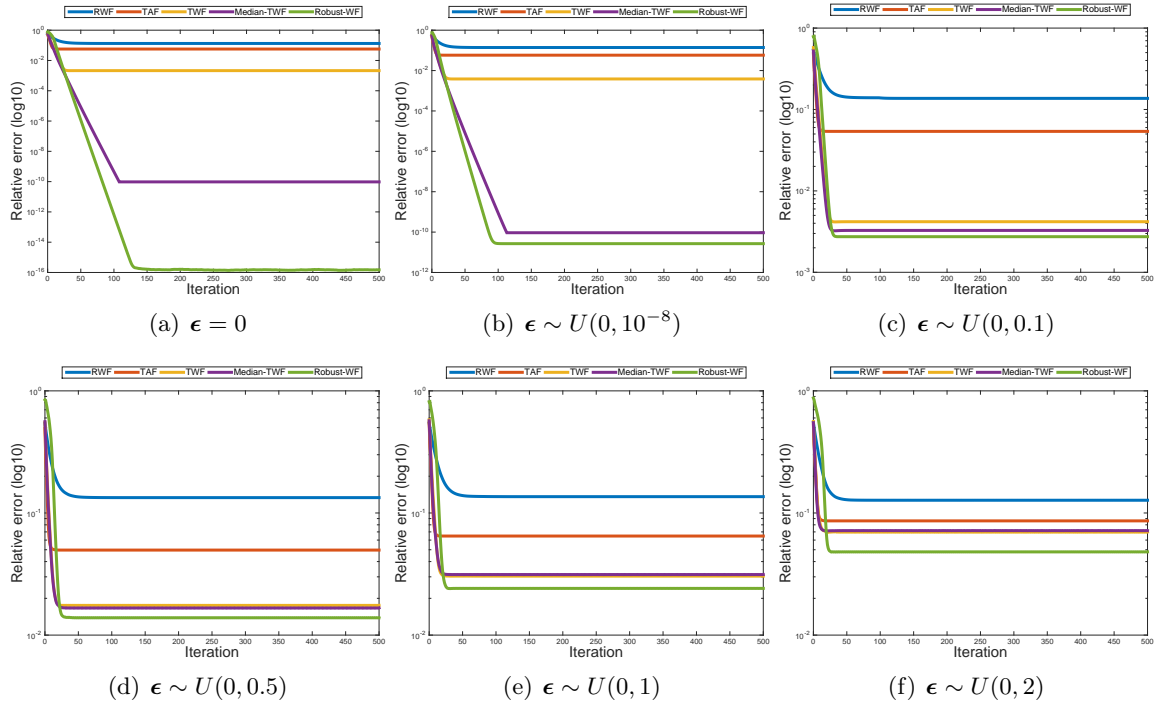 RWF TAF TWF Median-TWF Robust-WF
RWF TAF TWF Median-TWF Robust-WF
RWF TAF TWF Median-TWF Robust-WF
Relative error (log10)
10^0
10^-2
10^-4
10^-6
10^-8
10^-10
10^-12
10^-14
10^-16
0 50 100 150 200 250 300 350 400 450 500
Iteration
Relative error (log10)
10^0
10^-2
10^-4
10^-6
10^-8
10^-10
10^-12
0 50 100 150 200 250 300 350 400 450 500
Iteration
Relative error (log10)
10^0
10^-1
10^-2
10^-3
0 50 100 150 200 250 300 350 400 450 500
Iteration
(a) ϵ = 0
(b) ϵ ∼ U(0, 10^−8)
(c) ϵ ∼ U(0, 0.1)
RWF TAF TWF Median-TWF Robust-WF
RWF TAF TWF Median-TWF Robust-WF
RWF TAF TWF Median-TWF Robust-WF
Relative error (log10)
10^0
10^-1
10^-2
0 50 100 150 200 250 300 350 400 450 500
Iteration
Relative error (log10)
10^0
10^-1
10^-2
0 50 100 150 200 250 300 350 400 450 500
Iteration
Relative error (log10)
10^0
10^-1
10^-2
0 50 100 150 200 250 300 350 400 450 500
Iteration
(d) ϵ ∼ U(0, 0.5)
(e) ϵ ∼ U(0, 1)
(f) ϵ ∼ U(0, 2)